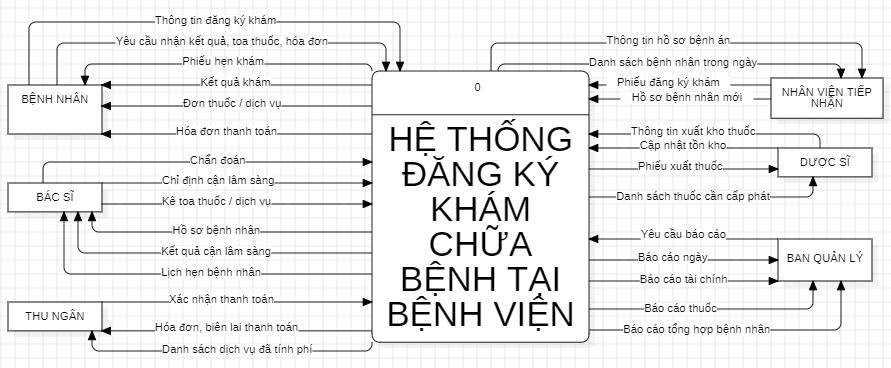 Thông tin đăng ký khám
Yêu cầu nhận kết quả, toa thuốc, hóa đơn
Phiếu hẹn khám
Kết quả khám
BỆNH NHÂN
Đơn thuốc / dịch vụ
Hóa đơn thanh toán
Chẩn đoán
Chỉ định cận lâm sàng
BÁC SĨ
Kê toa thuốc / dịch vụ
Hồ sơ bệnh nhân
Kết quả cận lâm sàng
Lịch hẹn bệnh nhân
Xác nhận thanh toán
THU NGÂN
Hóa đơn, biên lai thanh toán
Danh sách dịch vụ đã tính phí
0
HỆ THỐNG
ĐĂNG KÝ
KHÁM
CHỮA
BỆNH TẠI
BỆNH VIỆN
Thông tin hồ sơ bệnh án
Danh sách bệnh nhân trong ngày
Phiếu đăng ký khám
Hồ sơ bệnh nhân mới
NHÂN VIÊN TIẾP
NHẬN
Thông tin xuất kho thuốc
Cập nhật tồn kho
Phiếu xuất thuốc
DƯỢC SĨ
Danh sách thuốc cần cấp phát
Yêu cầu báo cáo
Báo cáo ngày
BAN QUẢN LÝ
Báo cáo tài chính
Báo cáo thuốc
Báo cáo tổng hợp bệnh nhân